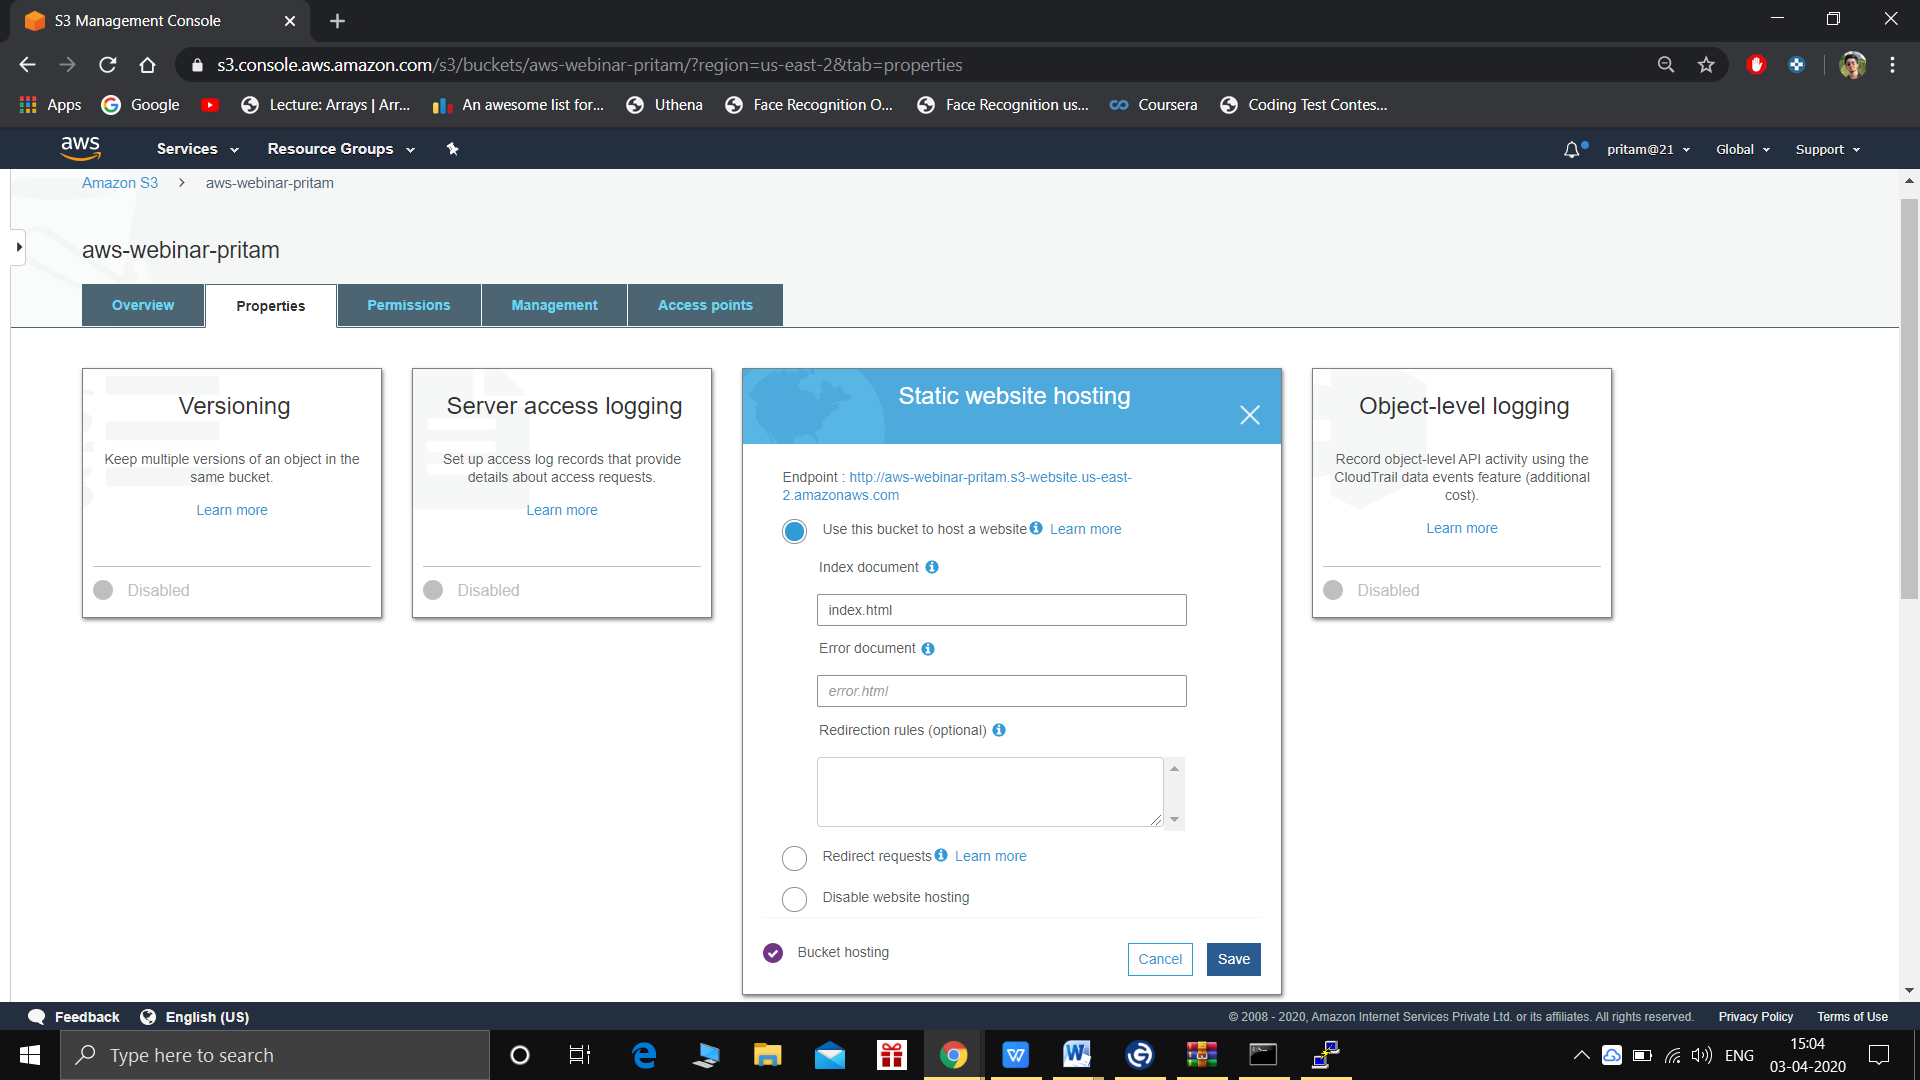 S3 Management Console
s3.console.aws.amazon.com/s3/buckets/aws-webinar-pritam/?region=us-east-2&tab=properties
Apps Google Lecture: Arrays | Arr... An awesome list for... Uthena Face Recognition O... Face Recognition us... Coursera Coding Test Contes...
aws Services Resource Groups pritam@21 Global Support
Amazon S3 > aws-webinar-pritam
aws-webinar-pritam
Overview Properties Permissions Management Access points
Versioning
Keep multiple versions of an object in the
same bucket.
Learn more
Disabled
Server access logging
Set up access log records that provide
details about access requests.
Learn more
Disabled
Static website hosting
Endpoint : http://aws-webinar-pritam.s3-website.us-east-
2.amazonaws.com
Use this bucket to host a website Learn more
Index document
index.html
Error document
error.html
Redirection rules (optional)
Redirect requests Learn more
Disable website hosting
Bucket hosting
Cancel Save
Object-level logging
Record object-level API activity using the
CloudTrail data events feature (additional
cost).
Learn more
Disabled
Feedback English (US) © 2008 - 2020, Amazon Internet Services Private Ltd. or its affiliates. All rights reserved. Privacy Policy Terms of Use
Type here to search
ENG
15:04
03-04-2020